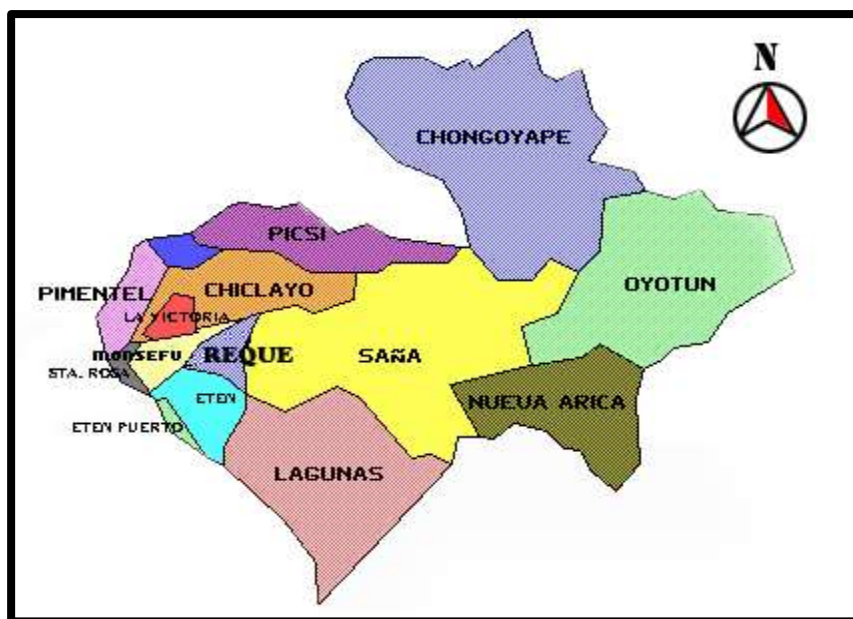 N
CHONGOYAPE
PICSI
OYOTUN
PIMENTEL
CHICLAYO
LA VICTORIA
MONSEFU
REQUE
SAÑA
STA. ROSA
ETEN
NUEVA ARICA
ETEN PUERTO
LAGUNAS